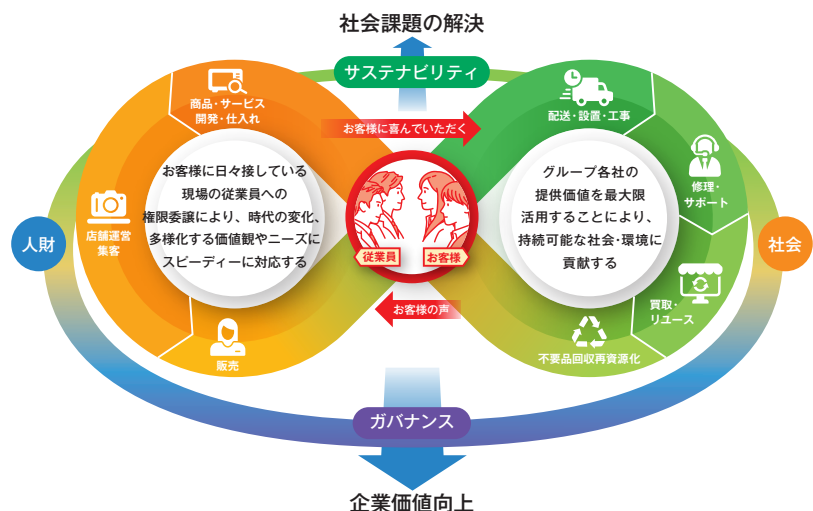 社会課題の解決
サステナビリティ
商品・サービス
開発・仕入れ
配送・設置・工事
お客様に喜んでいただく
お客様に日々接している
現場の従業員への
権限委譲により、時代の変化、
多様化する価値観やニーズに
スピーディーに対応する
グループ各社の
提供価値を最大限
活用することにより、
持続可能な社会・環境に
貢献する
修理・
サポート
店舗運営
集客
人財
社会
従業員
お客様
お客様の声
買取・
リユース
販売
不要品回収再資源化
ガバナンス
企業価値向上